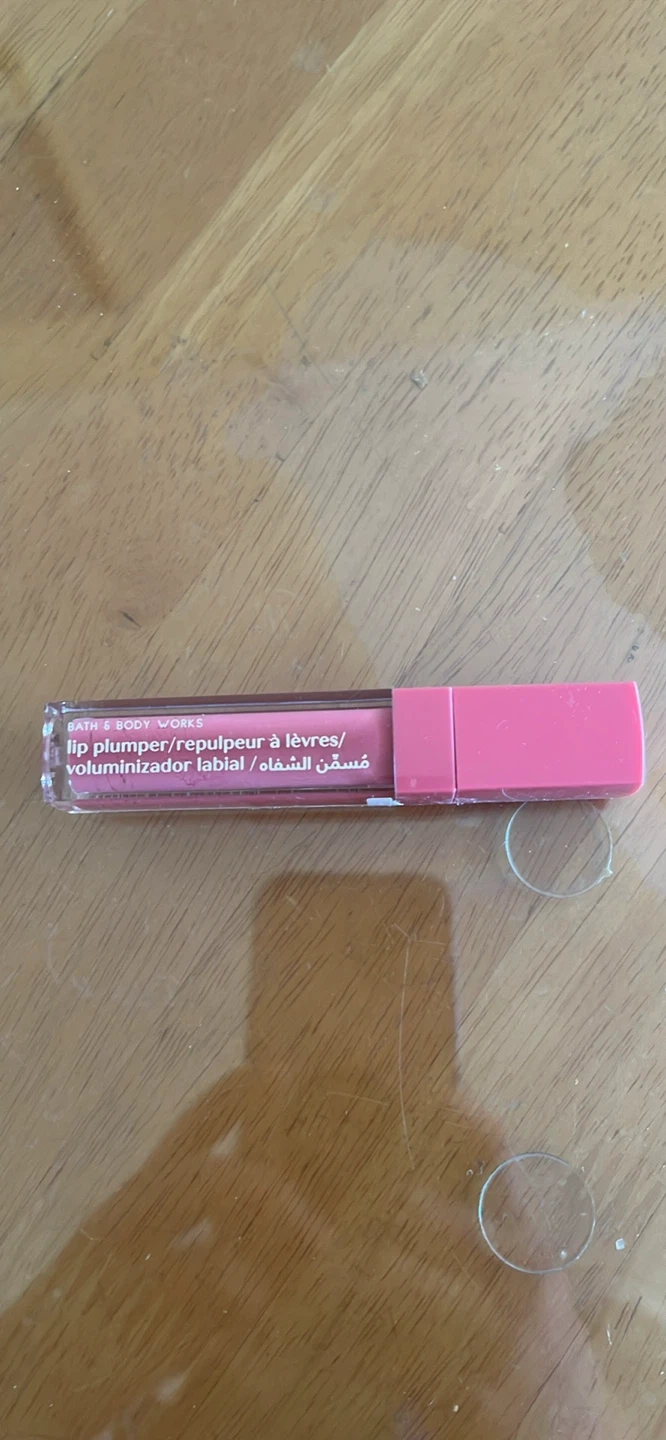 BATH & BODY WORKS
lip plumper/repulpeur à lèvres/
voluminizador labial / مُسمِّن الشفاه